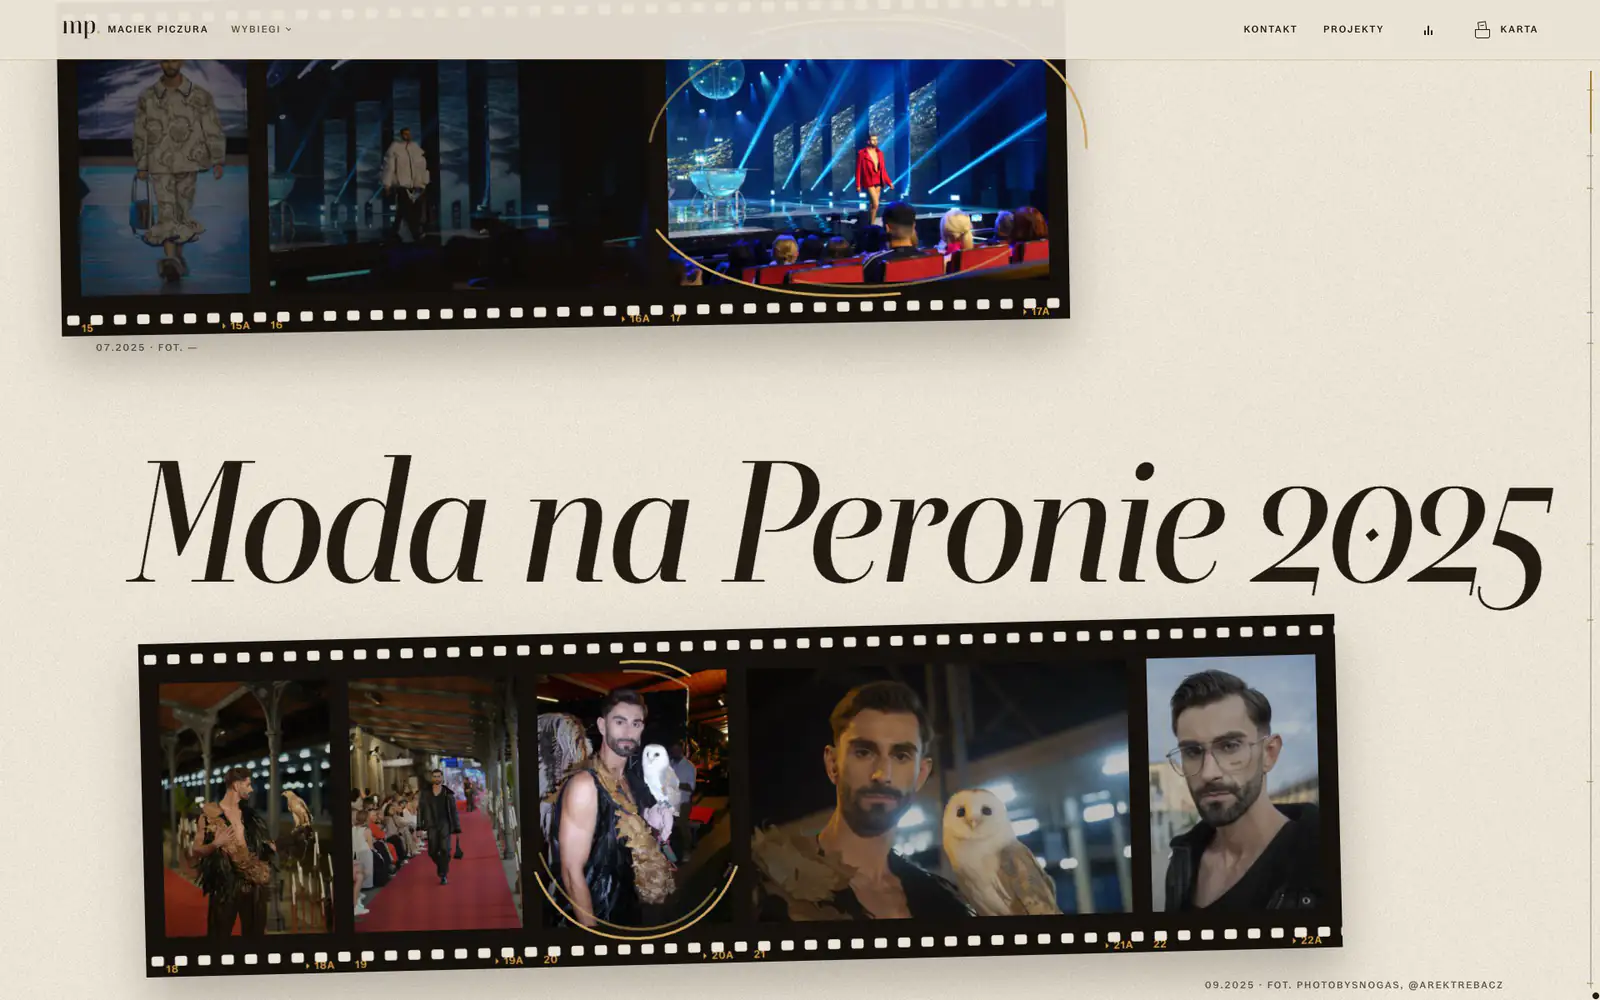 mp. MACIEK PICZURA WYBIEGI KONTAKT PROJEKTY KARTA
15 15A 16 16A 17 17A
07.2025 · FOT. —
Moda na Peronie 2025
18 18A 19 19A 20 20A 21 21A 22 22A
09.2025 · FOT. PHOTOBYSNOGAS, @AREKTREBACZ